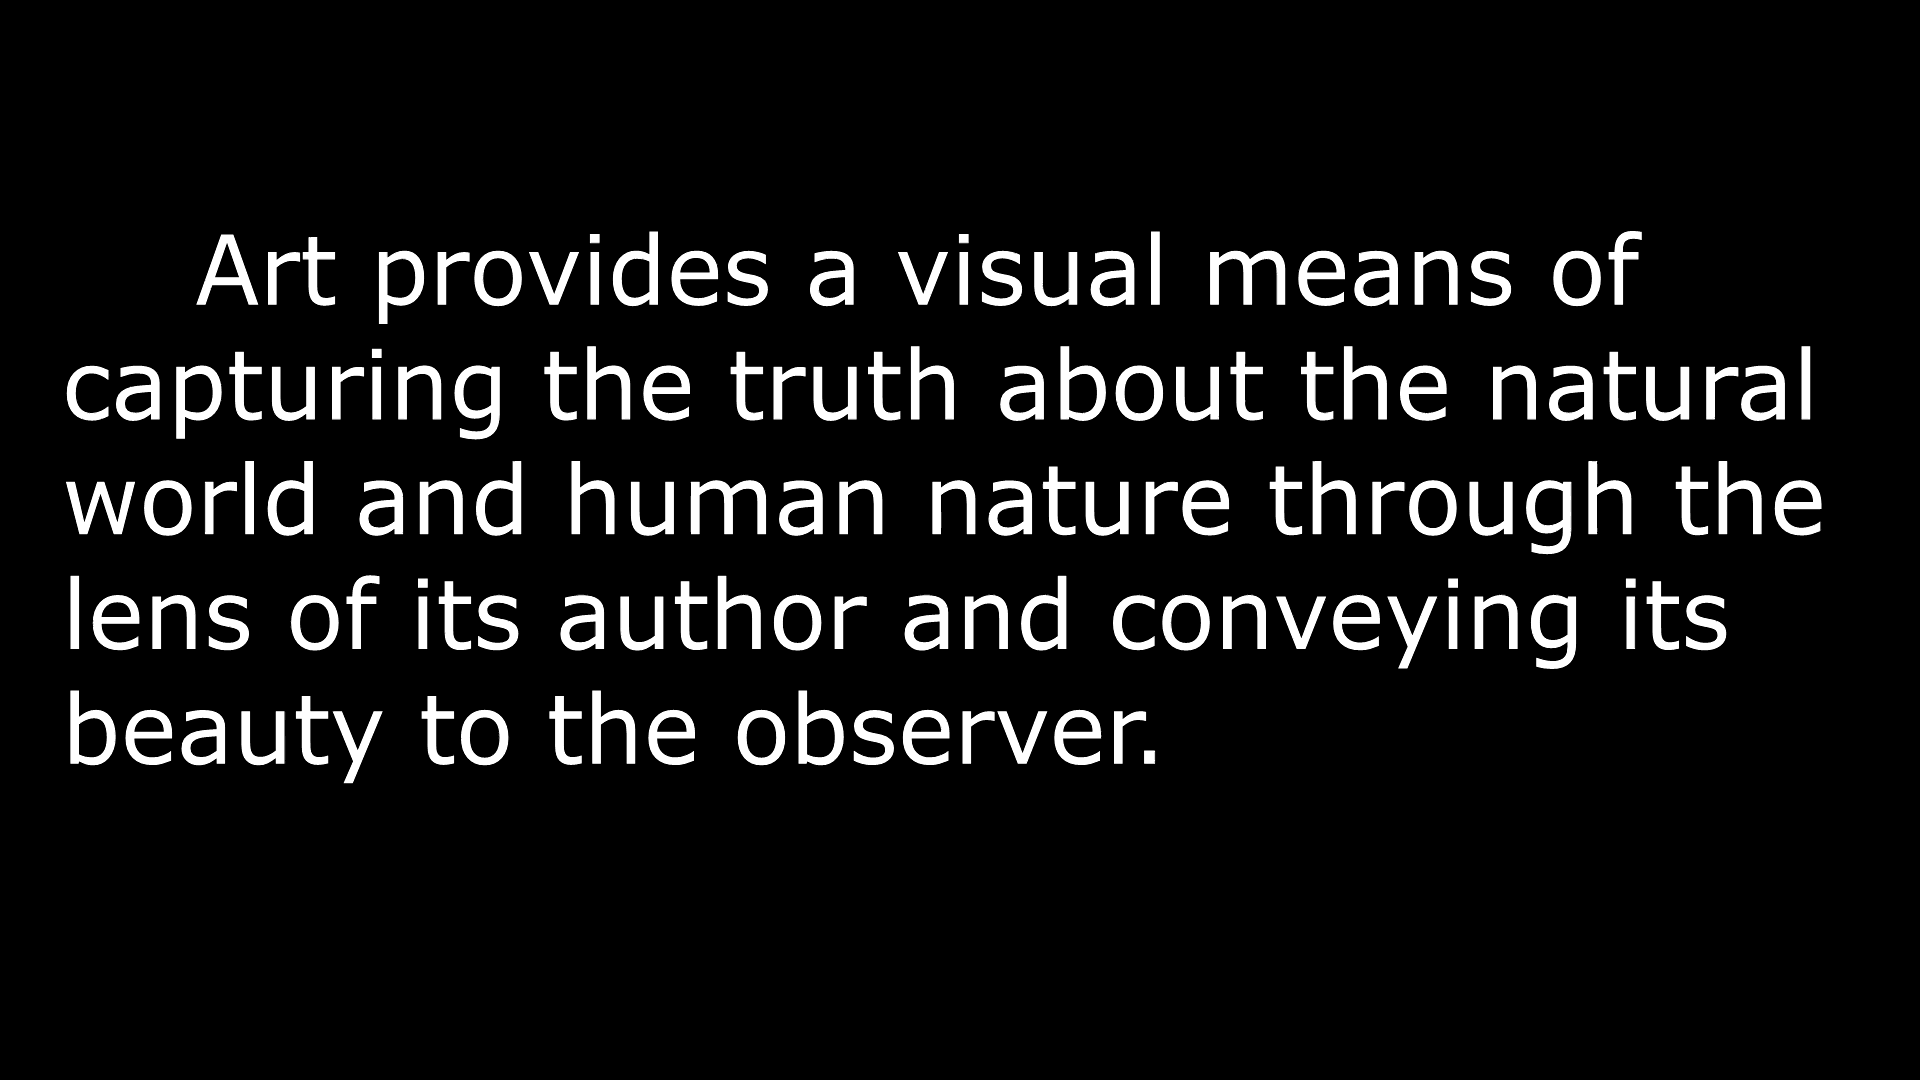 Art provides a visual means of
capturing the truth about the natural
world and human nature through the
lens of its author and conveying its
beauty to the observer.